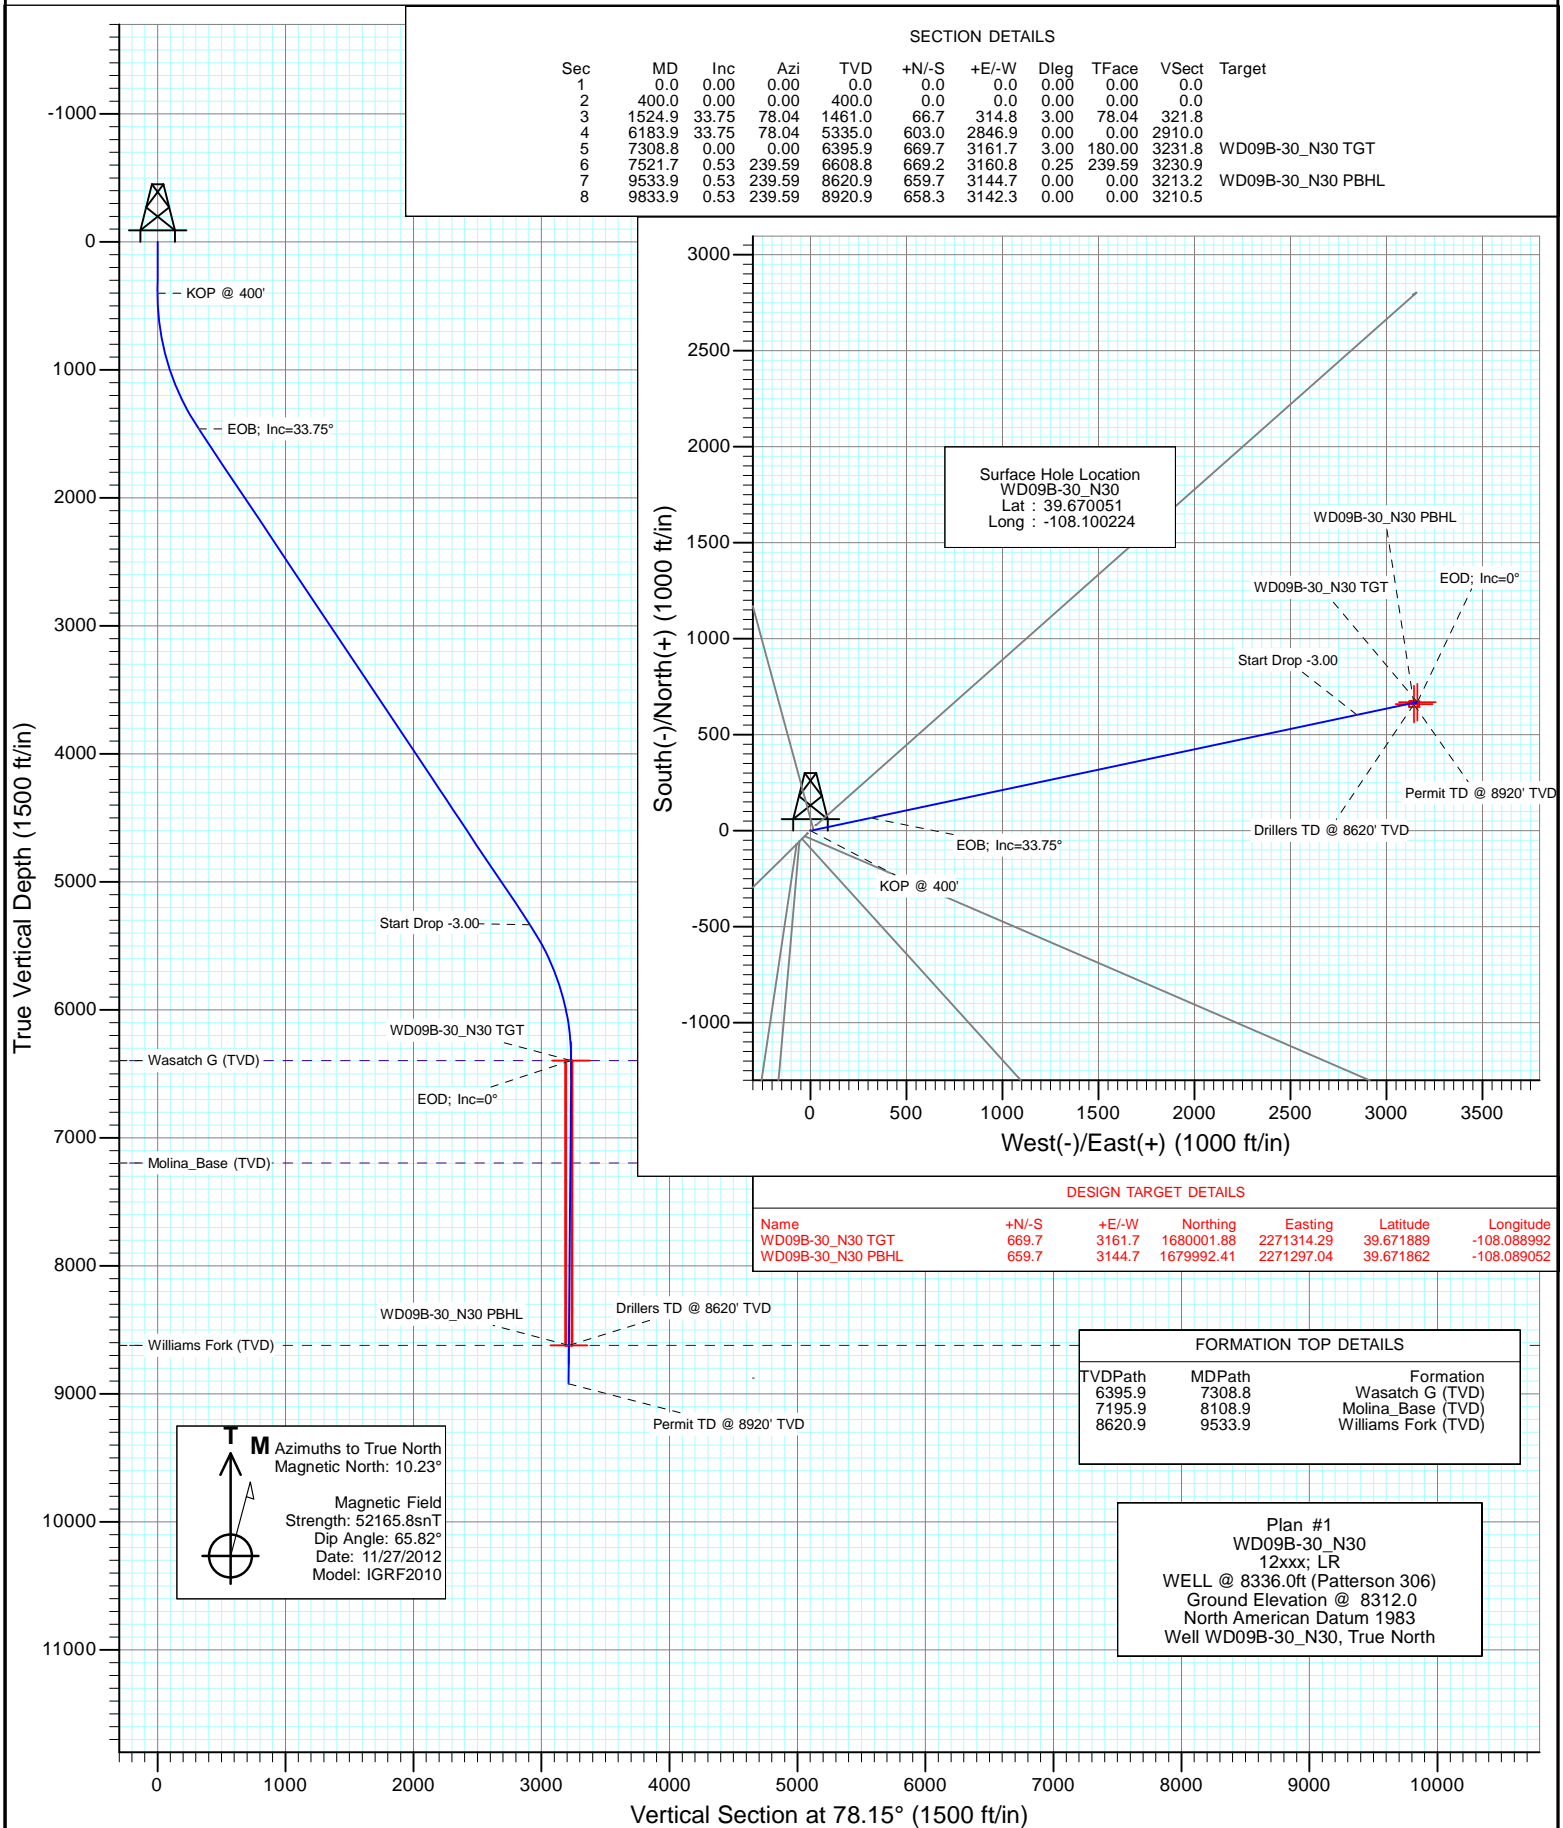 SECTION DETAILS
Sec MD Inc Azi TVD +N/-S +E/-W Dleg TFace VSect Target
1 0.0 0.00 0.00 0.0 0.0 0.0 0.00 0.00 0.0
2 400.0 0.00 0.00 400.0 0.0 0.0 0.00 0.00 0.0
3 1524.9 33.75 78.04 1461.0 66.7 314.8 3.00 78.04 321.8
4 6183.9 33.75 78.04 5335.0 603.0 2846.9 0.00 0.00 2910.0
5 7308.8 0.00 0.00 6395.9 669.7 3161.7 3.00 180.00 3231.8 WD09B-30_N30 TGT
6 7521.7 0.53 239.59 6608.8 669.2 3160.8 0.25 239.59 3230.9
7 9533.9 0.53 239.59 8620.9 659.7 3144.7 0.00 0.00 3213.2 WD09B-30_N30 PBHL
8 9833.9 0.53 239.59 8920.9 658.3 3142.3 0.00 0.00 3210.5
True Vertical Depth (1500 ft/in)
-1000
0
1000
2000
3000
4000
5000
6000
7000
8000
9000
10000
11000
KOP @ 400'
EOB; Inc=33.75°
Start Drop -3.00
WD09B-30_N30 TGT
Wasatch G (TVD)
EOD; Inc=0°
Molina_Base (TVD)
WD09B-30_N30 PBHL
Drillers TD @ 8620' TVD
Williams Fork (TVD)
Permit TD @ 8920' TVD
0 1000 2000 3000 4000 5000 6000 7000 8000 9000 10000
Vertical Section at 78.15° (1500 ft/in)
South(-)/North(+) (1000 ft/in)
3000
2500
2000
1500
1000
500
0
-500
-1000
Surface Hole Location
WD09B-30_N30
Lat : 39.670051
Long : -108.100224
WD09B-30_N30 PBHL
WD09B-30_N30 TGT
EOD; Inc=0°
Start Drop -3.00
Permit TD @ 8920' TVD
Drillers TD @ 8620' TVD
EOB; Inc=33.75°
KOP @ 400'
0 500 1000 1500 2000 2500 3000 3500
West(-)/East(+) (1000 ft/in)
DESIGN TARGET DETAILS
Name +N/-S +E/-W Northing Easting Latitude Longitude
WD09B-30_N30 TGT 669.7 3161.7 1680001.88 2271314.29 39.671889 -108.088992
WD09B-30_N30 PBHL 659.7 3144.7 1679992.41 2271297.04 39.671862 -108.089052
FORMATION TOP DETAILS
TVDPath MDPath Formation
6395.9 7308.8 Wasatch G (TVD)
7195.9 8108.9 Molina_Base (TVD)
8620.9 9533.9 Williams Fork (TVD)
T M
Azimuths to True North
Magnetic North: 10.23°
Magnetic Field
Strength: 52165.8snT
Dip Angle: 65.82°
Date: 11/27/2012
Model: IGRF2010
Plan #1
WD09B-30_N30
12xxx; LR
WELL @ 8336.0ft (Patterson 306)
Ground Elevation @ 8312.0
North American Datum 1983
Well WD09B-30_N30, True North